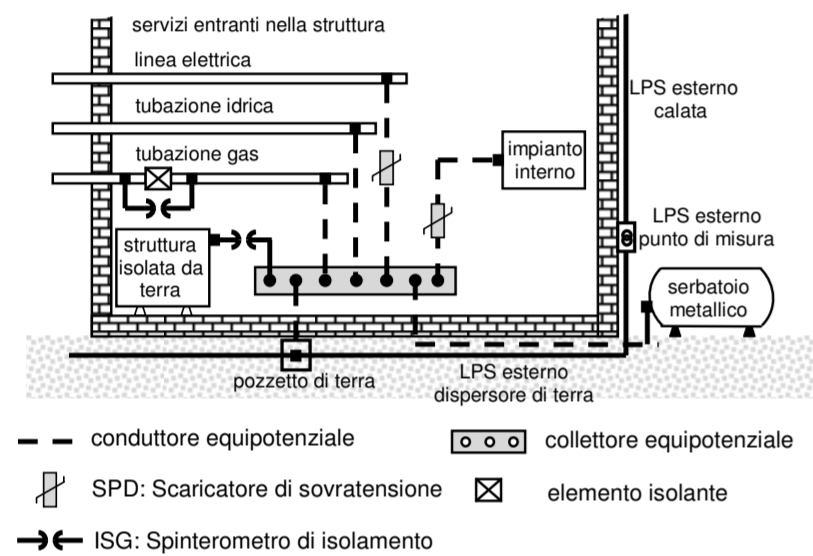 servizi entranti nella struttura
linea elettrica
LPS esterno
calata
tubazione idrica
tubazione gas
impianto
interno
LPS esterno
punto di misura
struttura
isolata da
terra
serbatoio
metallico
pozzetto di terra
LPS esterno
dispersore di terra
conduttore equipotenziale
collettore equipotenziale
SPD: Scaricatore di sovratensione
elemento isolante
ISG: Spinterometro di isolamento